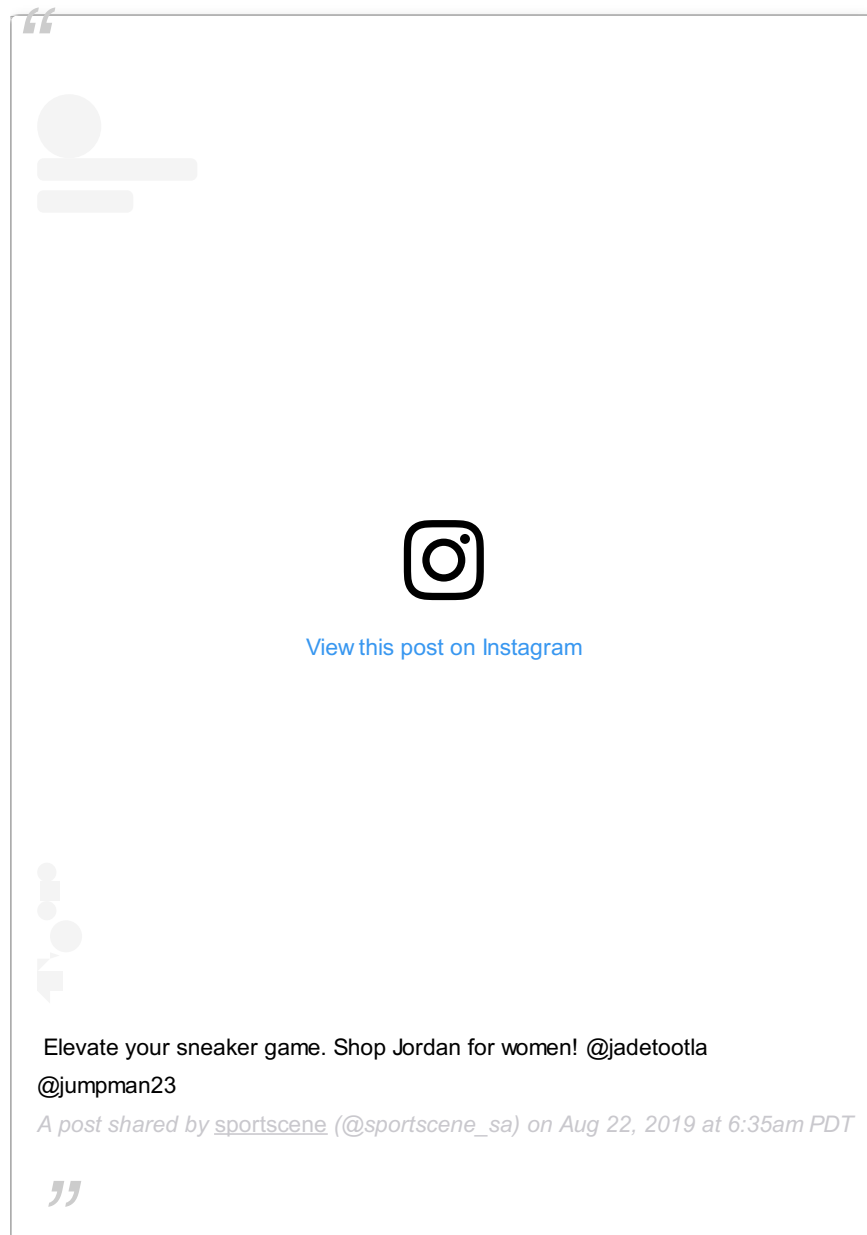 “
View this post on Instagram
Elevate your sneaker game. Shop Jordan for women! @jadetootla
@jumpman23
A post shared by sportscene (@sportscene_sa) on Aug 22, 2019 at 6:35am PDT
”